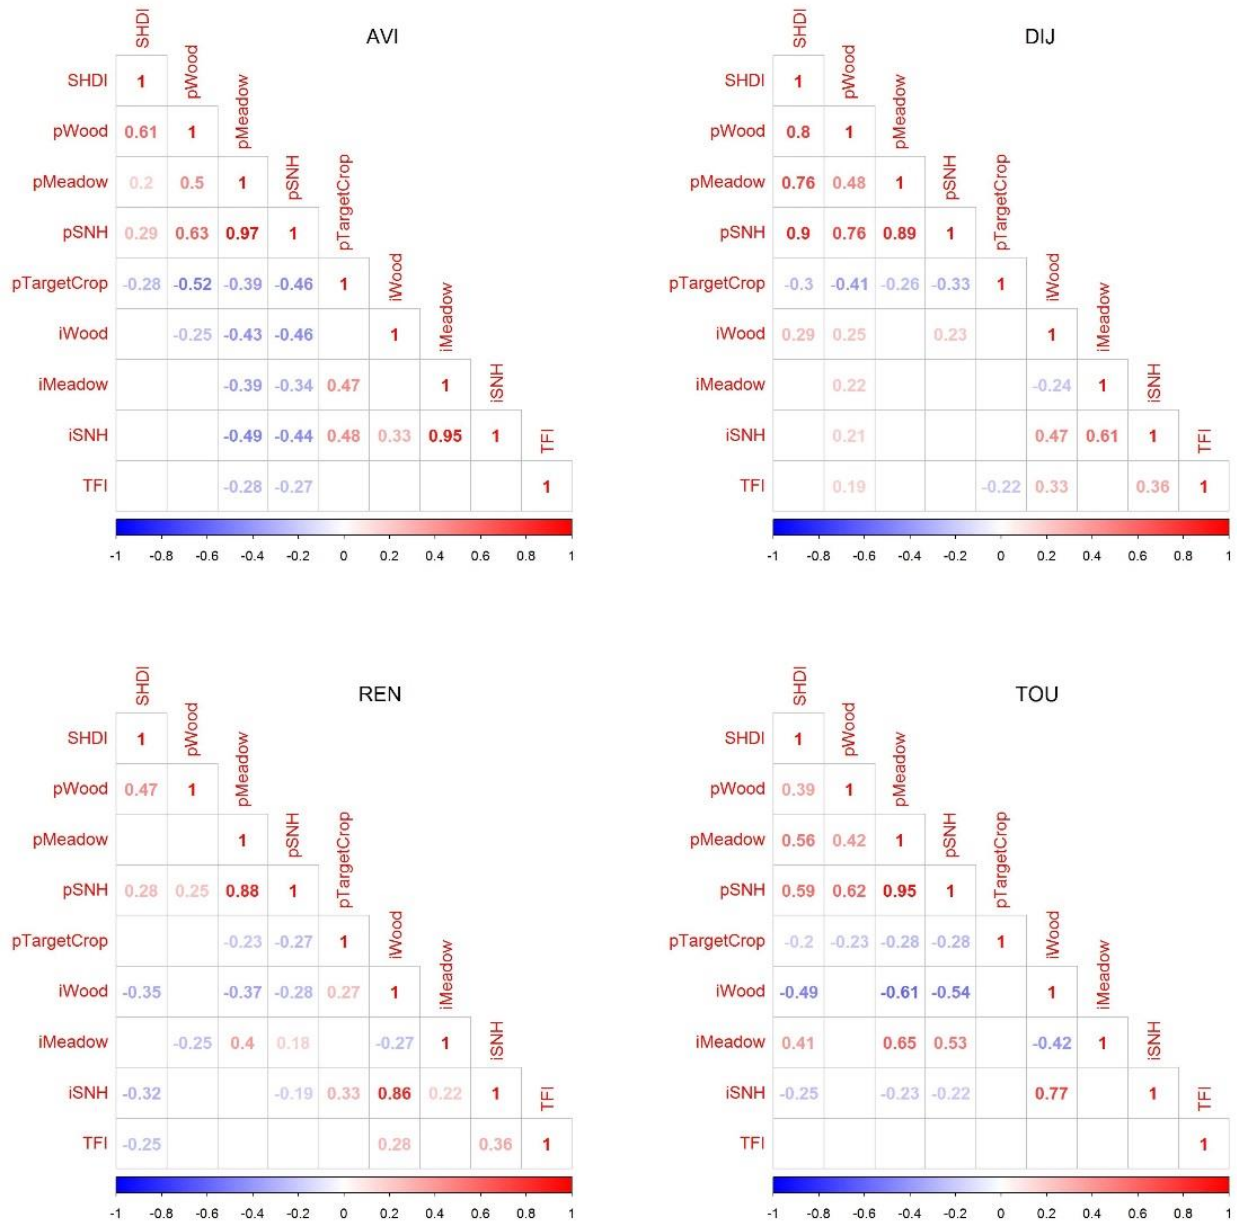 AVI
SHDI pWood pMeadow pSNH pTargetCrop iWood iMeadow iSNH TFI
SHDI 1
pWood 0.61 1
pMeadow 0.2 0.5 1
pSNH 0.29 0.63 0.97 1
pTargetCrop -0.28 -0.52 -0.39 -0.46 1
iWood -0.25 -0.43 -0.46 1
iMeadow -0.39 -0.34 0.47 1
iSNH -0.49 -0.44 0.48 0.33 0.95 1
TFI -0.28 -0.27 1
-1 -0.8 -0.6 -0.4 -0.2 0 0.2 0.4 0.6 0.8 1
DIJ
SHDI pWood pMeadow pSNH pTargetCrop iWood iMeadow iSNH TFI
SHDI 1
pWood 0.8 1
pMeadow 0.76 0.48 1
pSNH 0.9 0.76 0.89 1
pTargetCrop -0.3 -0.41 -0.26 -0.33 1
iWood 0.29 0.25 0.23 1
iMeadow 0.22 -0.24 1
iSNH 0.21 0.47 0.61 1
TFI 0.19 -0.22 0.33 0.36 1
-1 -0.8 -0.6 -0.4 -0.2 0 0.2 0.4 0.6 0.8 1
REN
SHDI pWood pMeadow pSNH pTargetCrop iWood iMeadow iSNH TFI
SHDI 1
pWood 0.47 1
pMeadow 1
pSNH 0.28 0.25 0.88 1
pTargetCrop -0.23 -0.27 1
iWood -0.35 -0.37 -0.28 0.27 1
iMeadow -0.25 0.4 0.18 -0.27 1
iSNH -0.32 -0.19 0.33 0.86 0.22 1
TFI -0.25 0.28 0.36 1
-1 -0.8 -0.6 -0.4 -0.2 0 0.2 0.4 0.6 0.8 1
TOU
SHDI pWood pMeadow pSNH pTargetCrop iWood iMeadow iSNH TFI
SHDI 1
pWood 0.39 1
pMeadow 0.56 0.42 1
pSNH 0.59 0.62 0.95 1
pTargetCrop -0.2 -0.23 -0.28 -0.28 1
iWood -0.49 -0.61 -0.54 1
iMeadow 0.41 0.65 0.53 -0.42 1
iSNH -0.25 -0.23 -0.22 0.77 1
TFI 1
-1 -0.8 -0.6 -0.4 -0.2 0 0.2 0.4 0.6 0.8 1